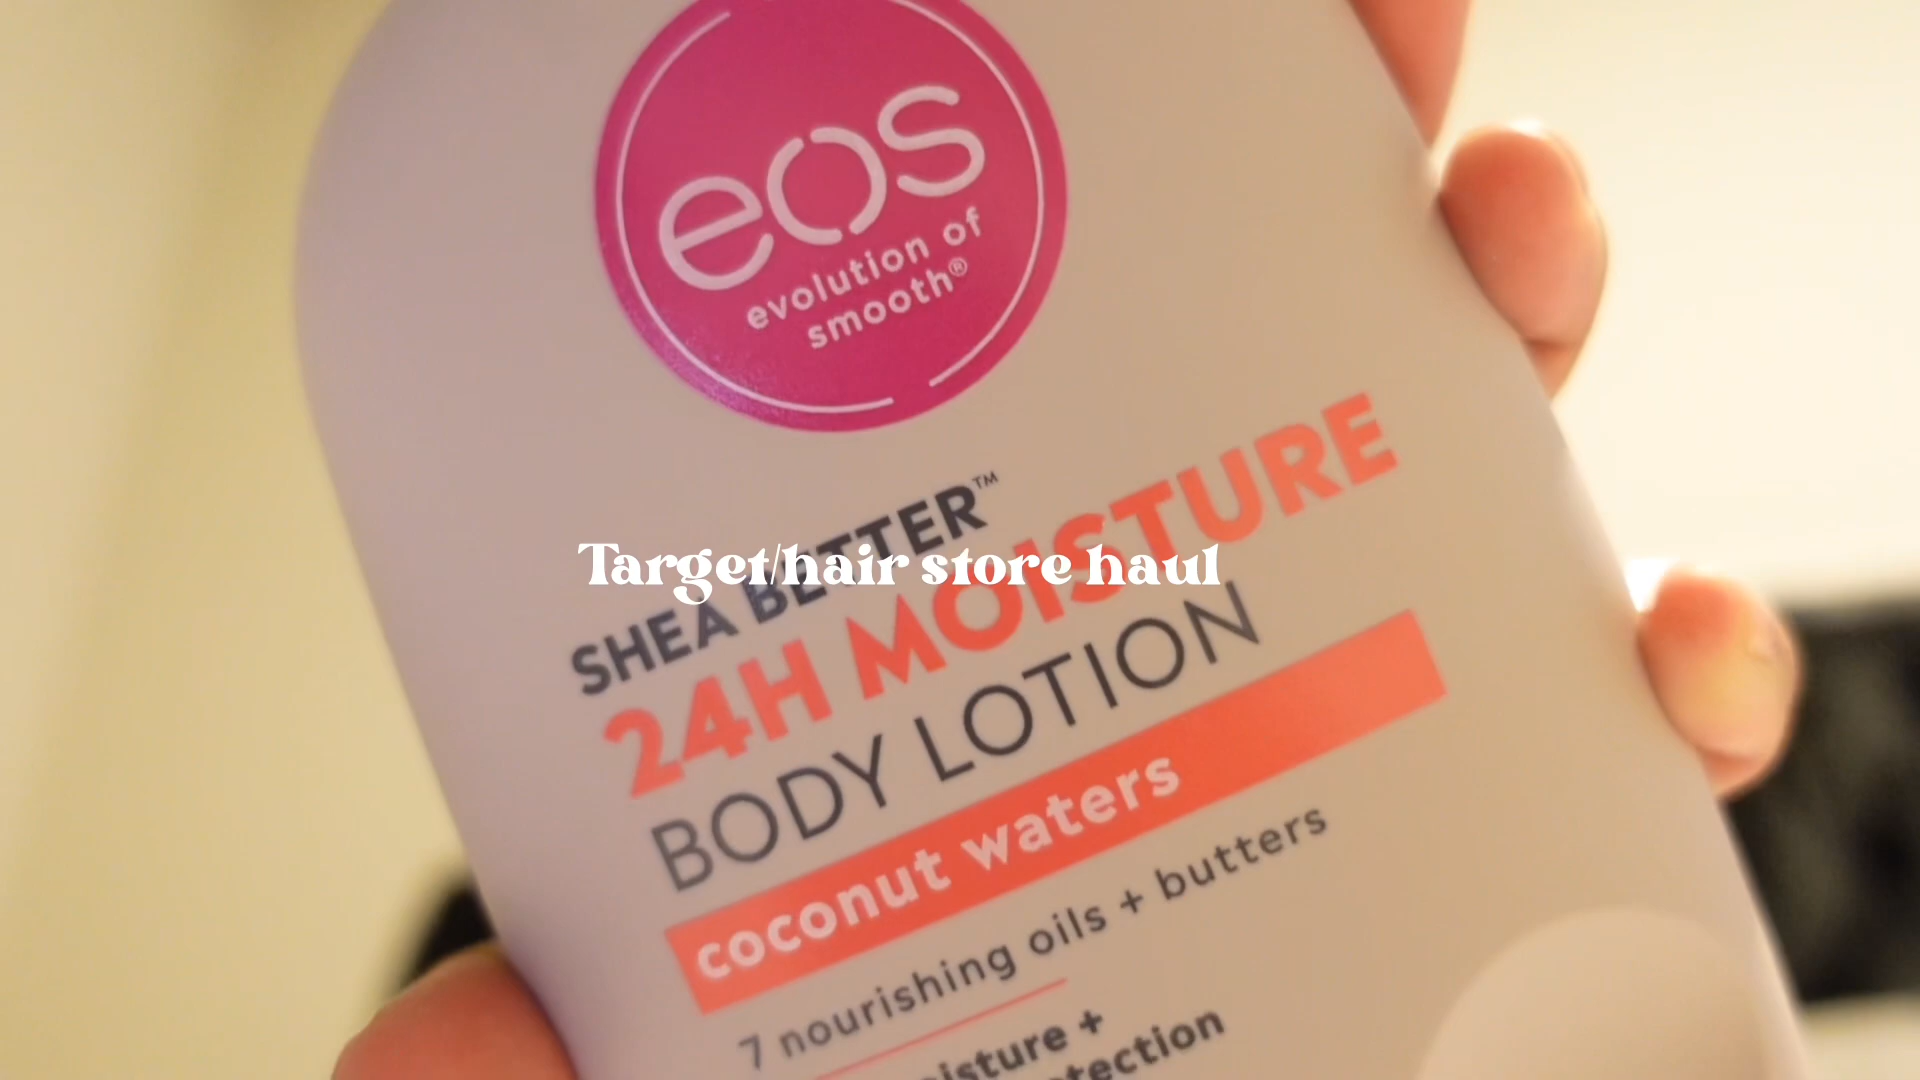 eos
evolution of
smooth®
SHEA BETTER™
Target/hair store haul
24H MOISTURE
BODY LOTION
coconut waters
7 nourishing oils + butters
+